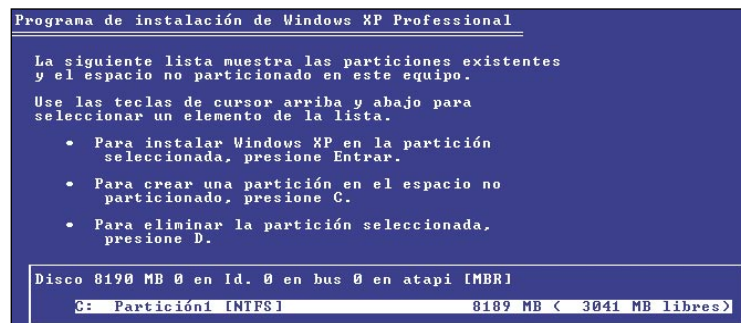 Programa de instalación de Windows XP Professional
La siguiente lista muestra las particiones existentes
y el espacio no particionado en este equipo.
Use las teclas de cursor arriba y abajo para
seleccionar un elemento de la lista.
• Para instalar Windows XP en la partición
seleccionada, presione Entrar.
• Para crear una partición en el espacio no
particionado, presione C.
• Para eliminar la partición seleccionada,
presione D.
Disco 8190 MB 0 en Id. 0 en bus 0 en atapi [MBR]
C: Partición1 [NTFS] 8189 MB ( 3041 MB libres)